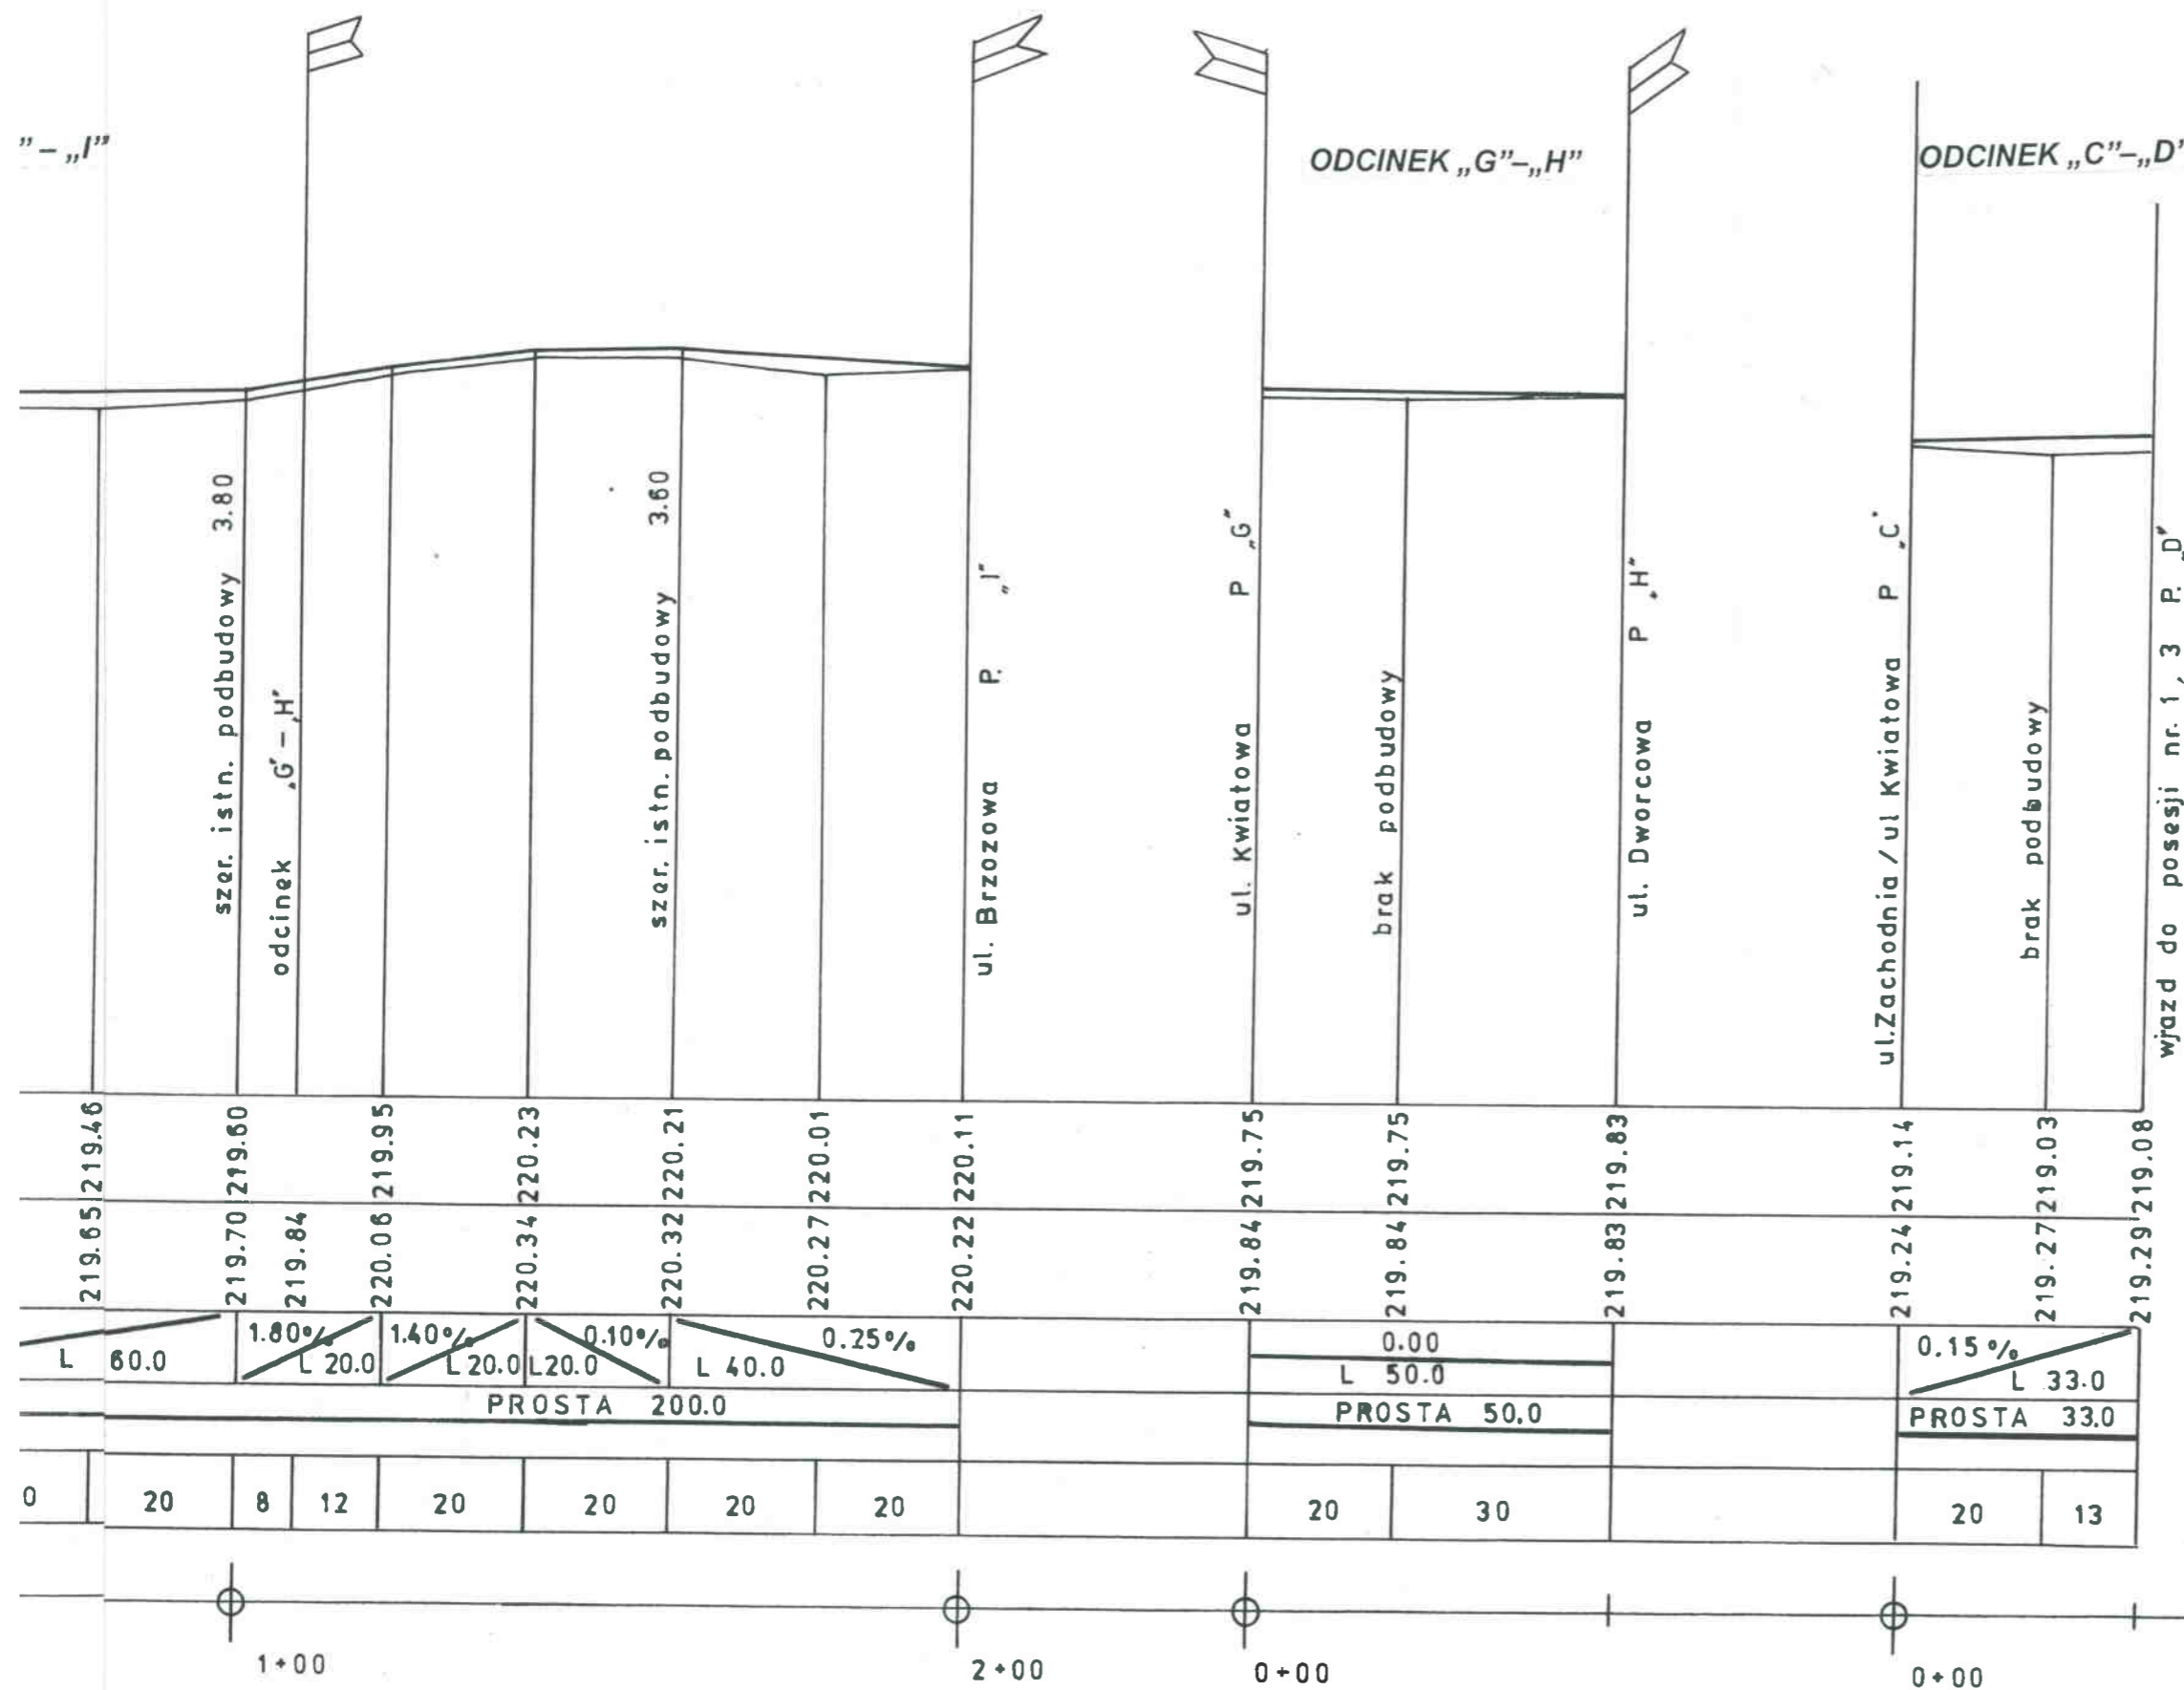 ” – „I”
ODCINEK „G”–„H”
ODCINEK „C”–„D”
szer. istn. podbudowy 3.80
odcinek „G”–„H”
szer. istn. podbudowy 3.60
ul. Brzozowa P. „I”
ul. Kwiatowa P „G”
brak podbudowy
ul. Dworcowa P „H”
ul.Zachodnia / ul Kwiatowa P „C”
brak podbudowy
wjazd do posesji nr. 1, 3 P. „D”
219.46 219.60 219.95 220.23 220.21 220.01 220.11 219.75 219.75 219.83 219.14 219.03 219.08
219.65 219.70 219.84 220.06 220.34 220.32 220.27 220.22 219.84 219.84 219.83 219.24 219.27 219.29
1.80% 1.40% 0.10% 0.25% 0.00 0.15%
L 60.0 L 20.0 L 20.0 L 20.0 L 40.0 L 50.0 L 33.0
PROSTA 200.0 PROSTA 50.0 PROSTA 33.0
0 20 8 12 20 20 20 20 20 30 20 13
1+00 2+00 0+00 0+00